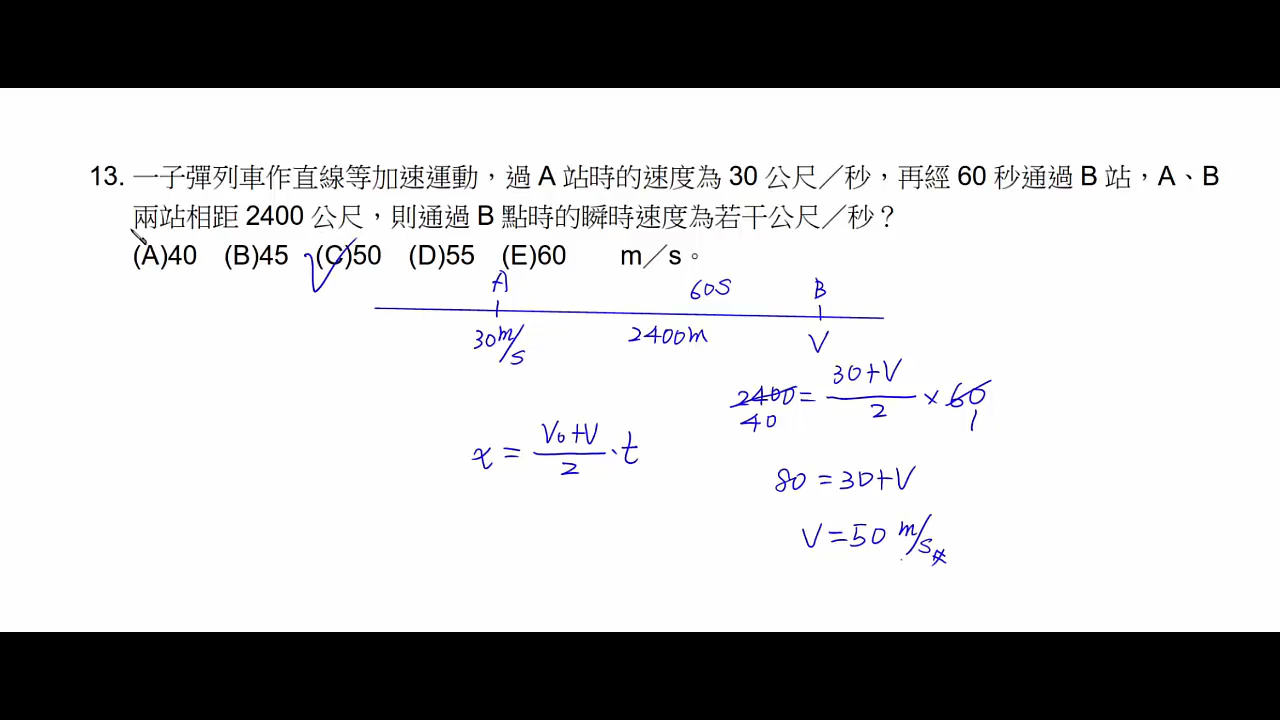 13. 一子彈列車作直線等加速運動，過 A 站時的速度為 30 公尺／秒，再經 60 秒通過 B 站，A、B
兩站相距 2400 公尺，則通過 B 點時的瞬時速度為若干公尺／秒？
(A)40 (B)45 (C)50 (D)55 (E)60 m／s。
A 60S B
30m/s 2400m V
2400 = (30+V)/2 × 60
40 1
x = (V₀+V)/2 · t
80 = 30+V
V = 50 m/s#